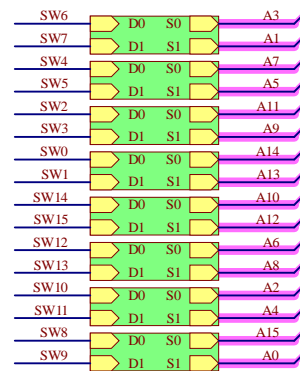 SW6 D0 S0 A3
SW7 D1 S1 A1
SW4 D0 S0 A7
SW5 D1 S1 A5
SW2 D0 S0 A11
SW3 D1 S1 A9
SW0 D0 S0 A14
SW1 D1 S1 A13
SW14 D0 S0 A10
SW15 D1 S1 A12
SW12 D0 S0 A6
SW13 D1 S1 A8
SW10 D0 S0 A2
SW11 D1 S1 A4
SW8 D0 S0 A15
SW9 D1 S1 A0